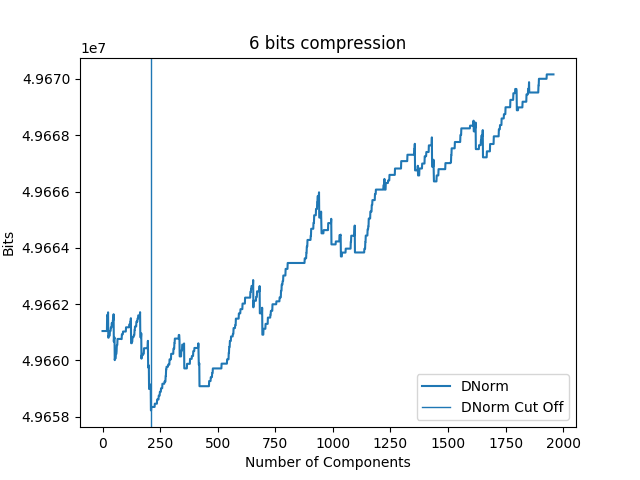 6 bits compression
1e7
4.9670
4.9668
4.9666
4.9664
4.9662
4.9660
4.9658
Bits
0 250 500 750 1000 1250 1500 1750 2000
Number of Components
DNorm
DNorm Cut Off